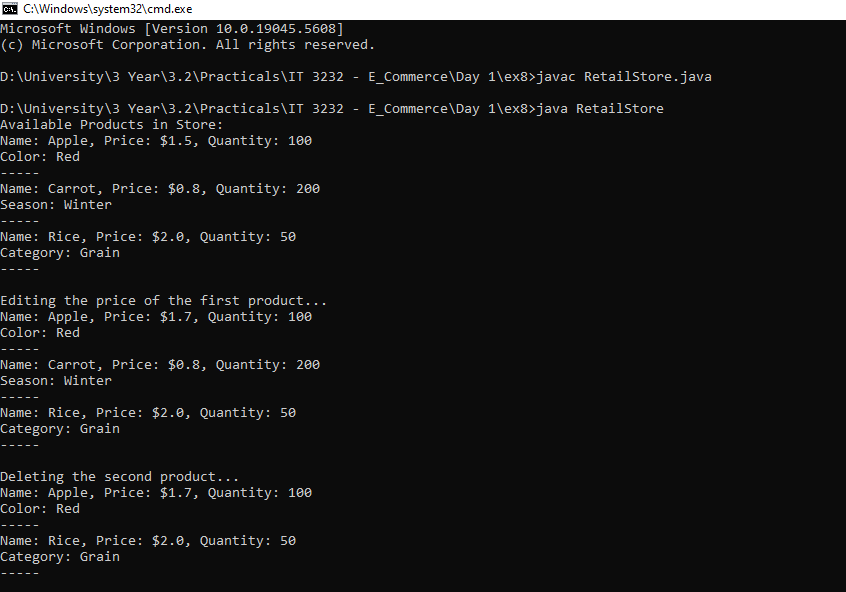 C:\Windows\system32\cmd.exe
Microsoft Windows [Version 10.0.19045.5608]
(c) Microsoft Corporation. All rights reserved.
D:\University\3 Year\3.2\Practicals\IT 3232 - E_Commerce\Day 1\ex8>javac RetailStore.java
D:\University\3 Year\3.2\Practicals\IT 3232 - E_Commerce\Day 1\ex8>java RetailStore
Available Products in Store:
Name: Apple, Price: $1.5, Quantity: 100
Color: Red
-----
Name: Carrot, Price: $0.8, Quantity: 200
Season: Winter
-----
Name: Rice, Price: $2.0, Quantity: 50
Category: Grain
-----
Editing the price of the first product...
Name: Apple, Price: $1.7, Quantity: 100
Color: Red
-----
Name: Carrot, Price: $0.8, Quantity: 200
Season: Winter
-----
Name: Rice, Price: $2.0, Quantity: 50
Category: Grain
-----
Deleting the second product...
Name: Apple, Price: $1.7, Quantity: 100
Color: Red
-----
Name: Rice, Price: $2.0, Quantity: 50
Category: Grain
-----